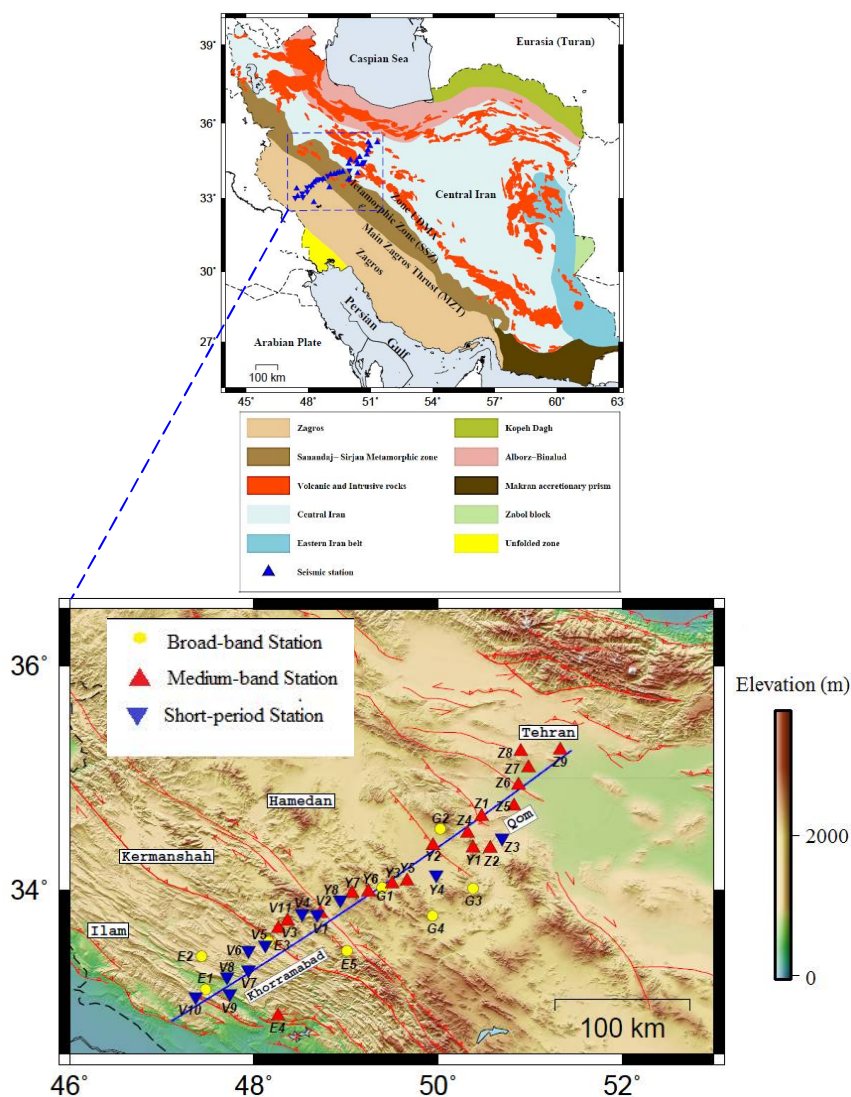 39°
36°
33°
30°
27°
Caspian Sea
Eurasia (Turan)
Central Iran
Zone UDMA
Metamorphic Zone (SSZ)
Main Zagros Thrust (MZT)
Zagros
Persian
Gulf
Arabian Plate
100 km
45° 48° 51° 54° 57° 60° 63
Zagros
Kopeh Dagh
Sanandaj–Sirjan Metamorphic zone
Alborz–Binalud
Volcanic and Intrusive rocks
Makran accretionary prism
Central Iran
Zabol block
Eastern Iran belt
Unfolded zone
Seismic station
Broad-band Station
Medium-band Station
Short-period Station
36°
34°
Elevation (m)
2000
0
Tehran
Z8
Z9
Z7
Z6
Z5
Z1
Qom
Hamedan
G2
Z4
Z3
Kermanshah
Y2
Y1
Z2
Y5
Y3
Y6
Y7
G1
Y4
G3
Y8
V2
V4
V11
V1
G4
Ilam
V3
V5
E3
V6
E2
E5
V8
V7
E1
Khorramabad
V10
V9
E4
100 km
46° 48° 50° 52°